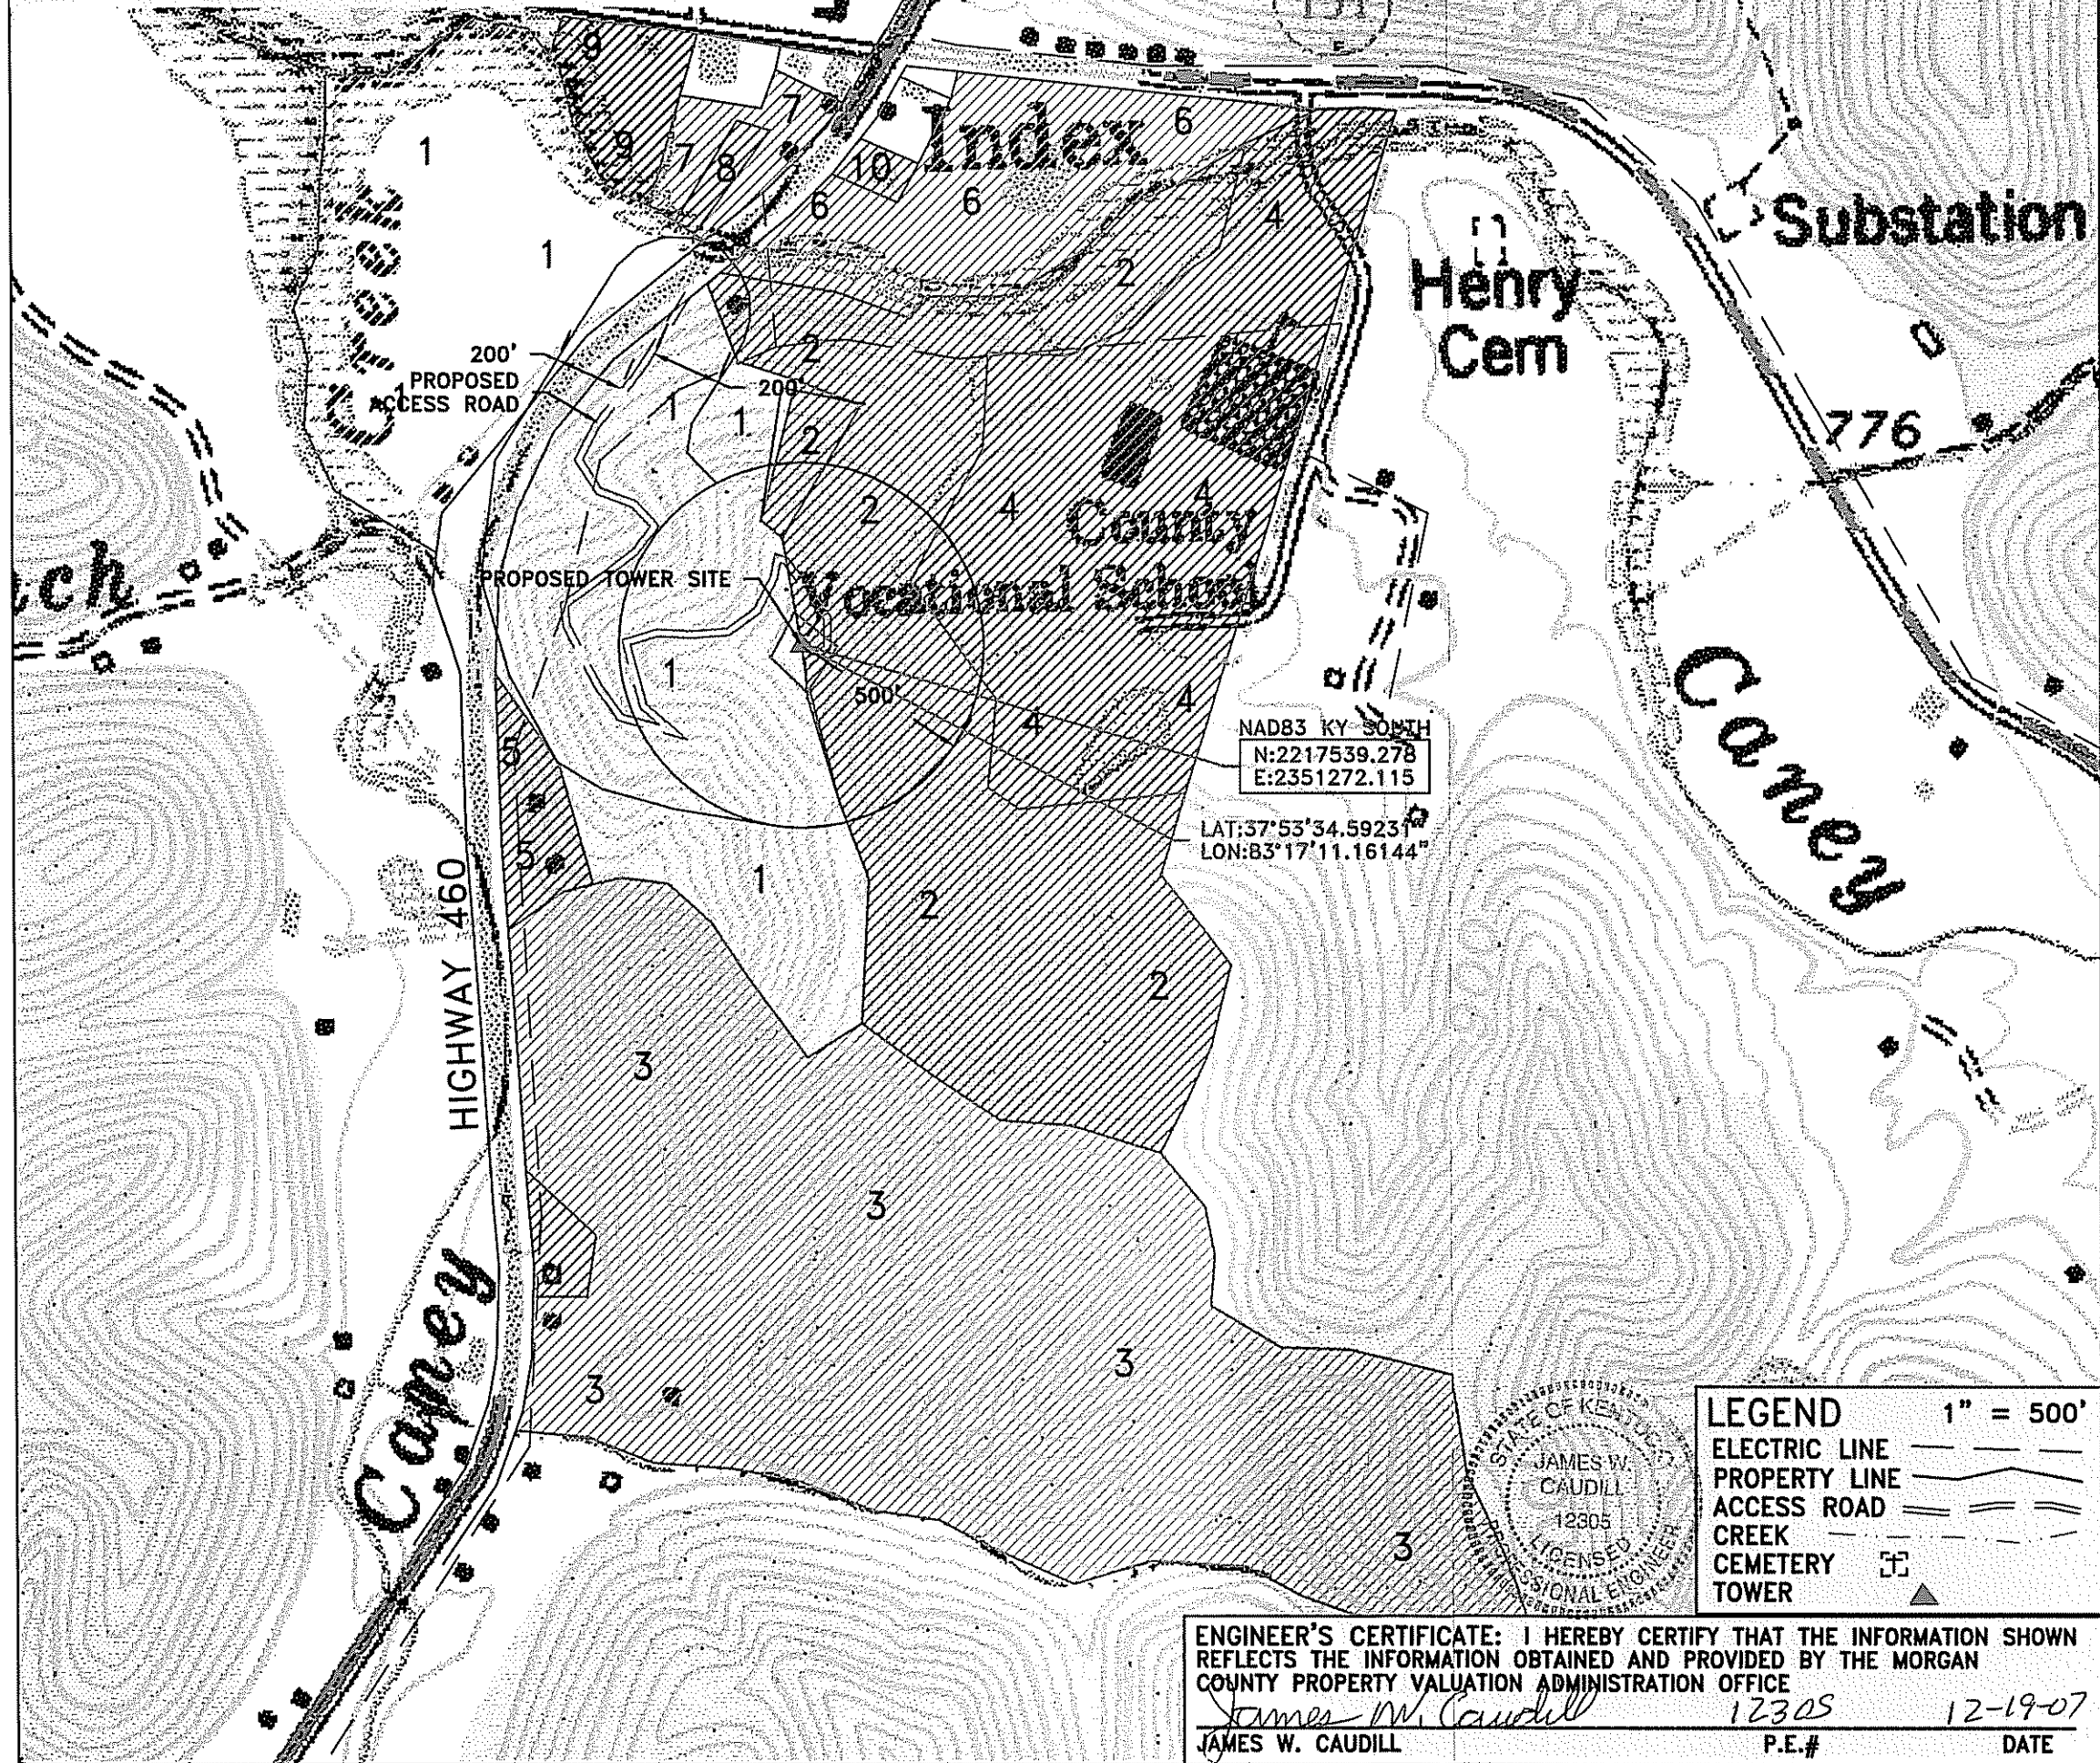 9
1
9
7
7
8
10
Index
6
6
6
4
2
1
Creek
Henry
Cem
Substation
776
200'
PROPOSED
ACCESS ROAD
200'
1
1
1
2
2
2
4
4
County
Vocational School
PROPOSED TOWER SITE
1
500'
4
4
NAD83 KY SOUTH
N:2217539.278
E:2351272.115
LAT:37°53'34.59231"
LON:83°17'11.16144"
Caney
5
5
1
2
2
HIGHWAY 460
3
3
3
3
3
Caney
STATE OF KENTUCKY
JAMES W.
CAUDILL
12305
LICENSED
PROFESSIONAL ENGINEER
LEGEND 1" = 500'
ELECTRIC LINE
PROPERTY LINE
ACCESS ROAD
CREEK
CEMETERY
TOWER
ENGINEER'S CERTIFICATE: I HEREBY CERTIFY THAT THE INFORMATION SHOWN
REFLECTS THE INFORMATION OBTAINED AND PROVIDED BY THE MORGAN
COUNTY PROPERTY VALUATION ADMINISTRATION OFFICE
James W. Caudill 12305 12-19-07
JAMES W. CAUDILL P.E.# DATE